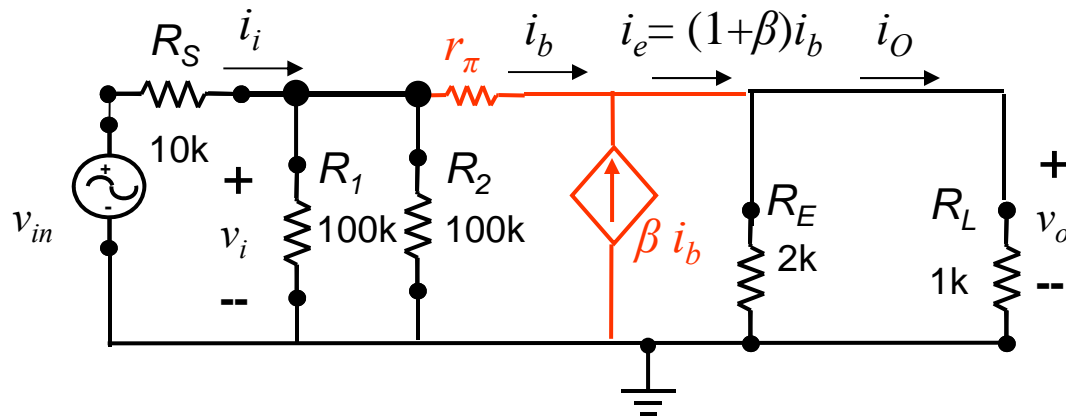 R_S
i_i
r_π
i_b
i_e = (1+β)i_b
i_O
10k
+
-
v_in
+
v_i
--
R_1
100k
R_2
100k
β i_b
R_E
2k
R_L
1k
+
v_o
--